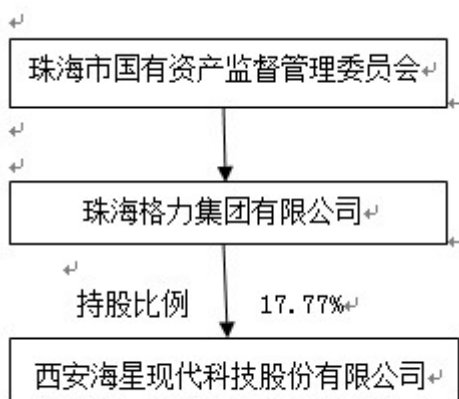 珠海市国有资产监督管理委员会
珠海格力集团有限公司
持股比例 17.77%
西安海星现代科技股份有限公司